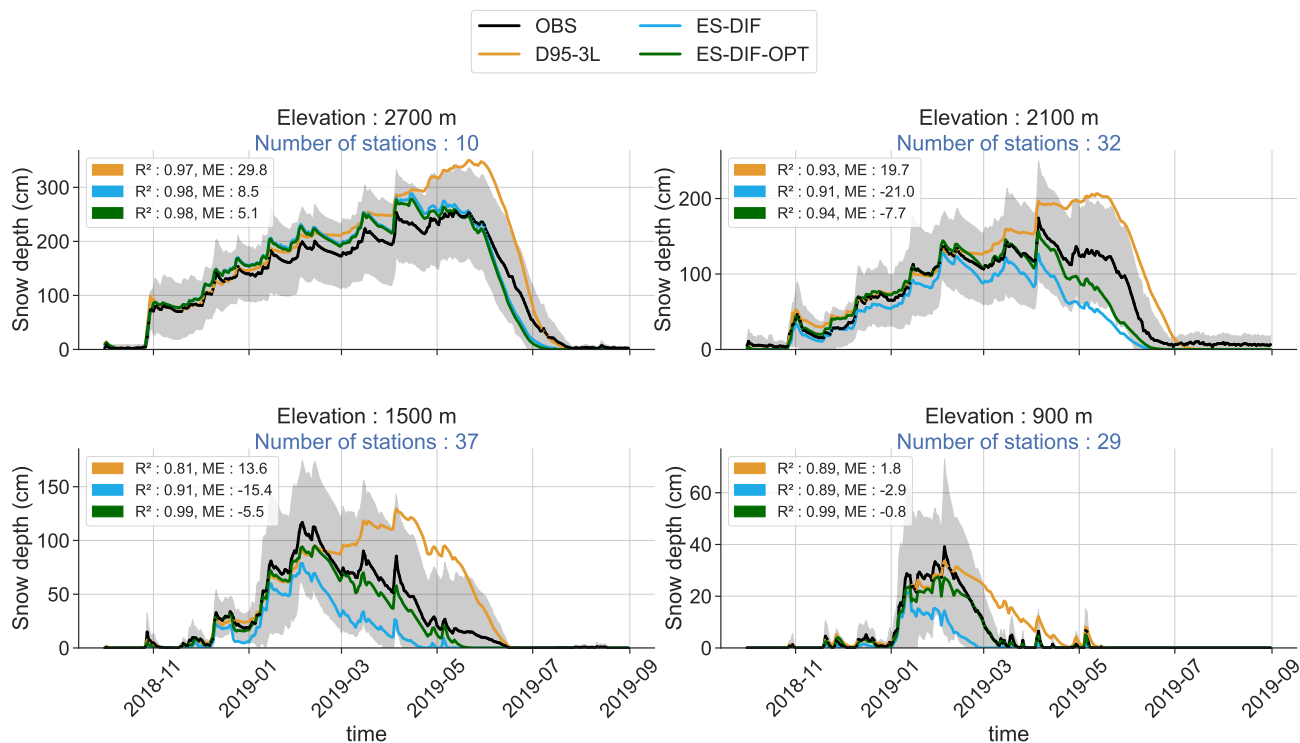 OBS
ES-DIF
D95-3L
ES-DIF-OPT
Elevation : 2700 m
Number of stations : 10
R² : 0.97, ME : 29.8
R² : 0.98, ME : 8.5
R² : 0.98, ME : 5.1
Snow depth (cm)
300
200
100
0
Elevation : 2100 m
Number of stations : 32
R² : 0.93, ME : 19.7
R² : 0.91, ME : -21.0
R² : 0.94, ME : -7.7
Snow depth (cm)
200
100
0
Elevation : 1500 m
Number of stations : 37
R² : 0.81, ME : 13.6
R² : 0.91, ME : -15.4
R² : 0.99, ME : -5.5
Snow depth (cm)
150
100
50
0
2018-11
2019-01
2019-03
2019-05
2019-07
2019-09
time
Elevation : 900 m
Number of stations : 29
R² : 0.89, ME : 1.8
R² : 0.89, ME : -2.9
R² : 0.99, ME : -0.8
Snow depth (cm)
60
40
20
0
2018-11
2019-01
2019-03
2019-05
2019-07
2019-09
time